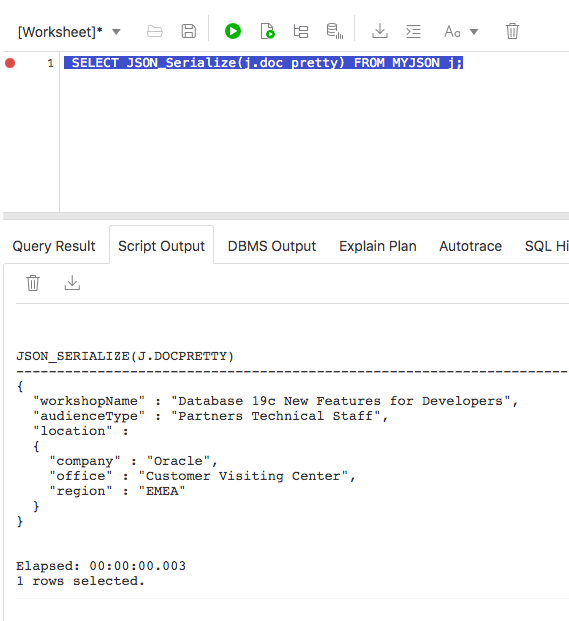 [Worksheet]*
Aa
1 SELECT JSON_Serialize(j.doc pretty) FROM MYJSON j;
Query Result Script Output DBMS Output Explain Plan Autotrace SQL Hi
JSON_SERIALIZE(J.DOCPRETTY)
--------------------------------------------------------------------------------
{
"workshopName" : "Database 19c New Features for Developers",
"audienceType" : "Partners Technical Staff",
"location" :
{
"company" : "Oracle",
"office" : "Customer Visiting Center",
"region" : "EMEA"
}
}
Elapsed: 00:00:00.003
1 rows selected.